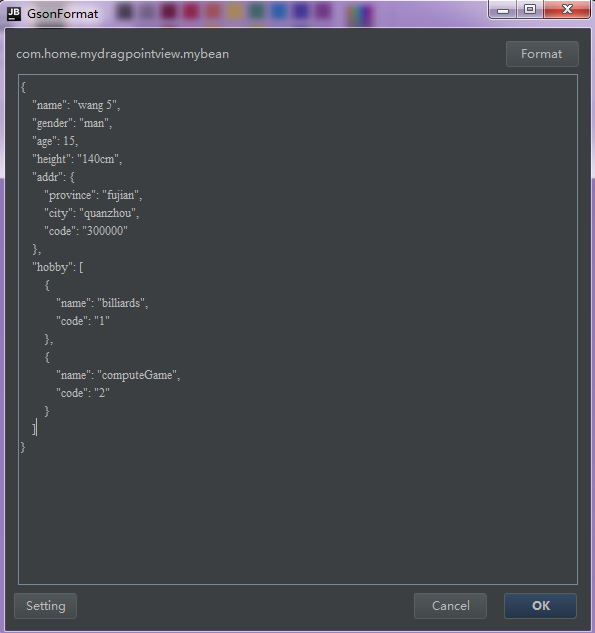 JB GsonFormat
com.home.mydragpointview.mybean Format
{
"name": "wang 5",
"gender": "man",
"age": 15,
"height": "140cm",
"addr": {
"province": "fujian",
"city": "quanzhou",
"code": "300000"
},
"hobby": [
{
"name": "billiards",
"code": "1"
},
{
"name": "computeGame",
"code": "2"
}
]
}
Setting Cancel OK